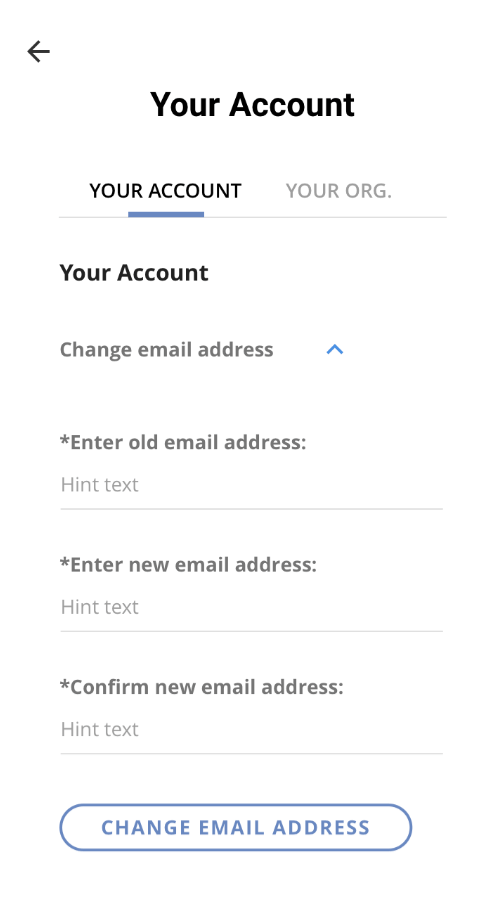 Your Account
YOUR ACCOUNT YOUR ORG.
Your Account
Change email address
*Enter old email address:
Hint text
*Enter new email address:
Hint text
*Confirm new email address:
Hint text
CHANGE EMAIL ADDRESS